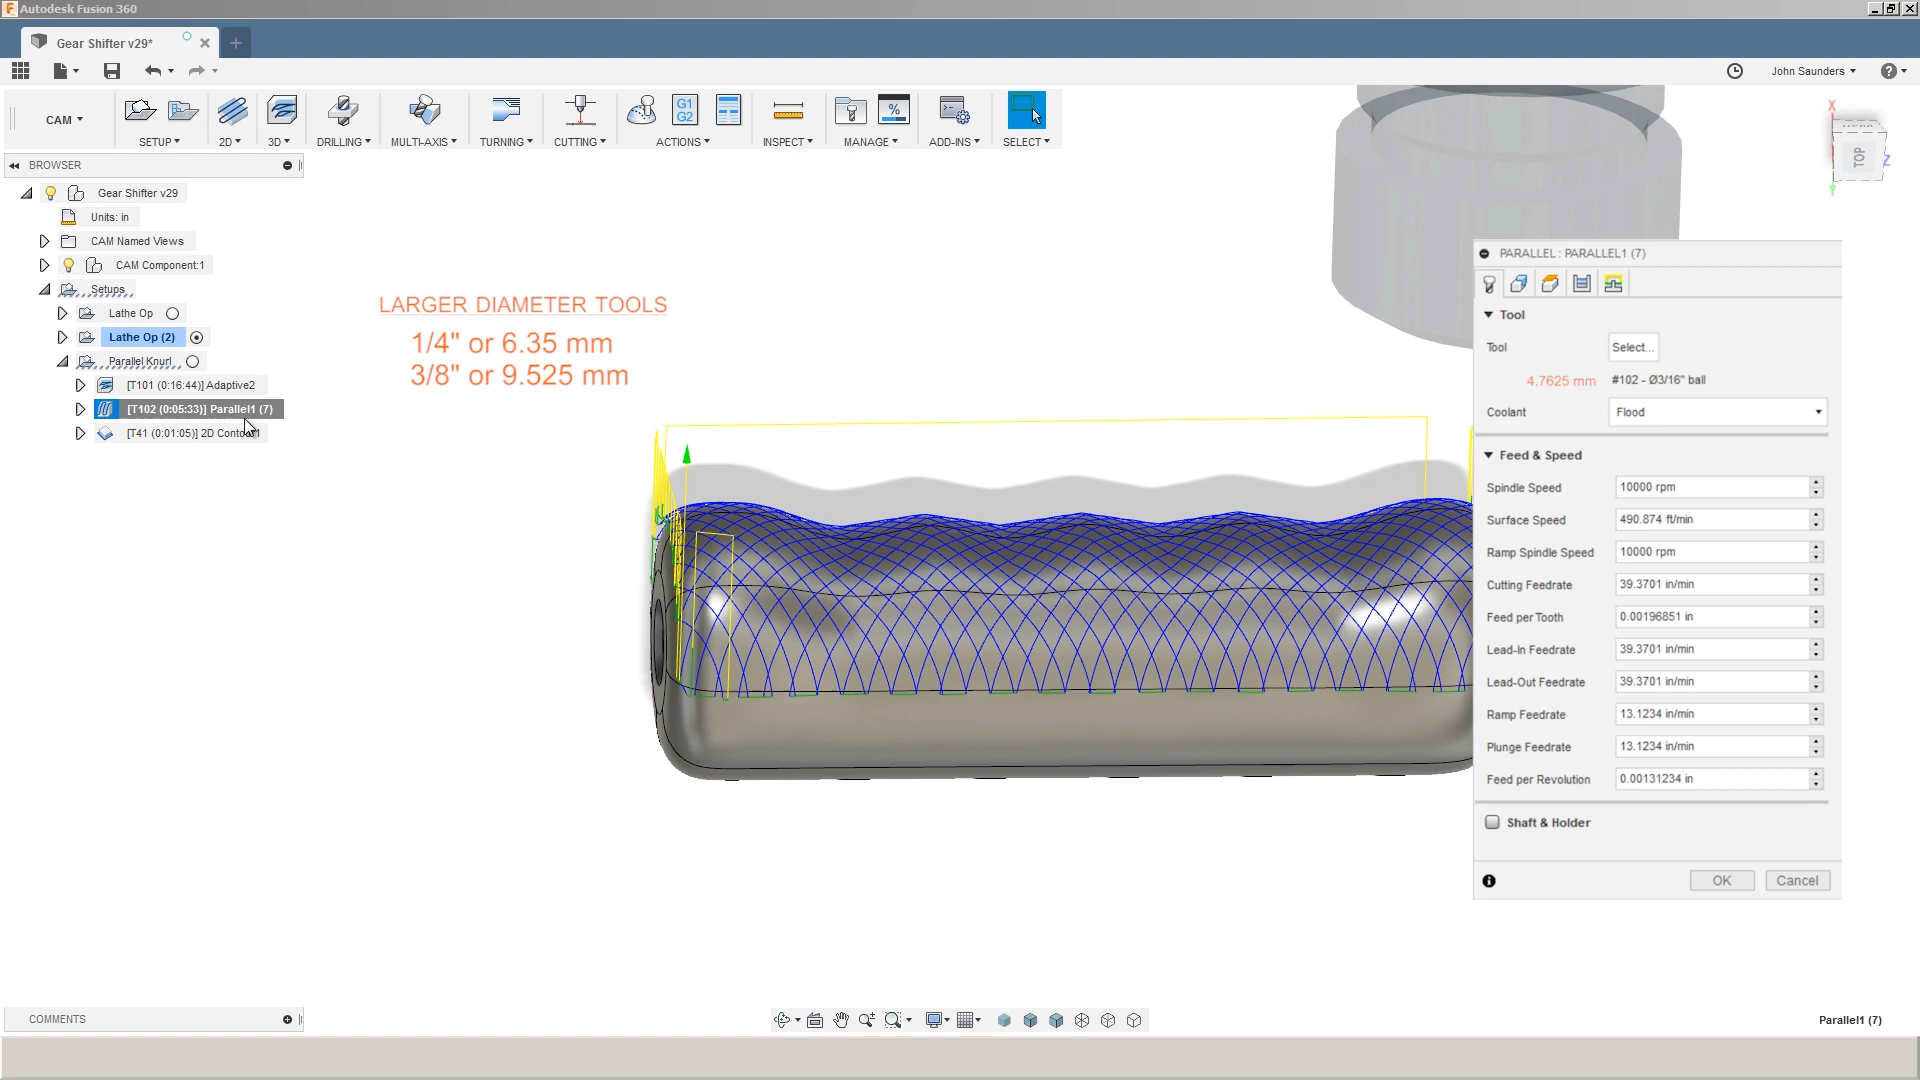 Autodesk Fusion 360
Gear Shifter v29*
John Saunders
CAM
SETUP
2D
3D
DRILLING
MULTI-AXIS
TURNING
CUTTING
G1
G2
ACTIONS
INSPECT
%
MANAGE
ADD-INS
SELECT
X
TOP
Z
Y
BROWSER
Gear Shifter v29
Units: in
CAM Named Views
CAM Component:1
Setups
Lathe Op
Lathe Op (2)
Parallel Knurl
[T101 (0:16:44)] Adaptive2
[T102 (0:05:33)] Parallel1 (7)
[T41 (0:01:05)] 2D Contour1
LARGER DIAMETER TOOLS
1/4" or 6.35 mm
3/8" or 9.525 mm
PARALLEL : PARALLEL1 (7)
Tool
Tool Select...
4.7625 mm #102 - Ø3/16" ball
Coolant Flood
Feed & Speed
Spindle Speed 10000 rpm
Surface Speed 490.874 ft/min
Ramp Spindle Speed 10000 rpm
Cutting Feedrate 39.3701 in/min
Feed per Tooth 0.00196851 in
Lead-In Feedrate 39.3701 in/min
Lead-Out Feedrate 39.3701 in/min
Ramp Feedrate 13.1234 in/min
Plunge Feedrate 13.1234 in/min
Feed per Revolution 0.00131234 in
Shaft & Holder
OK Cancel
COMMENTS
Parallel1 (7)